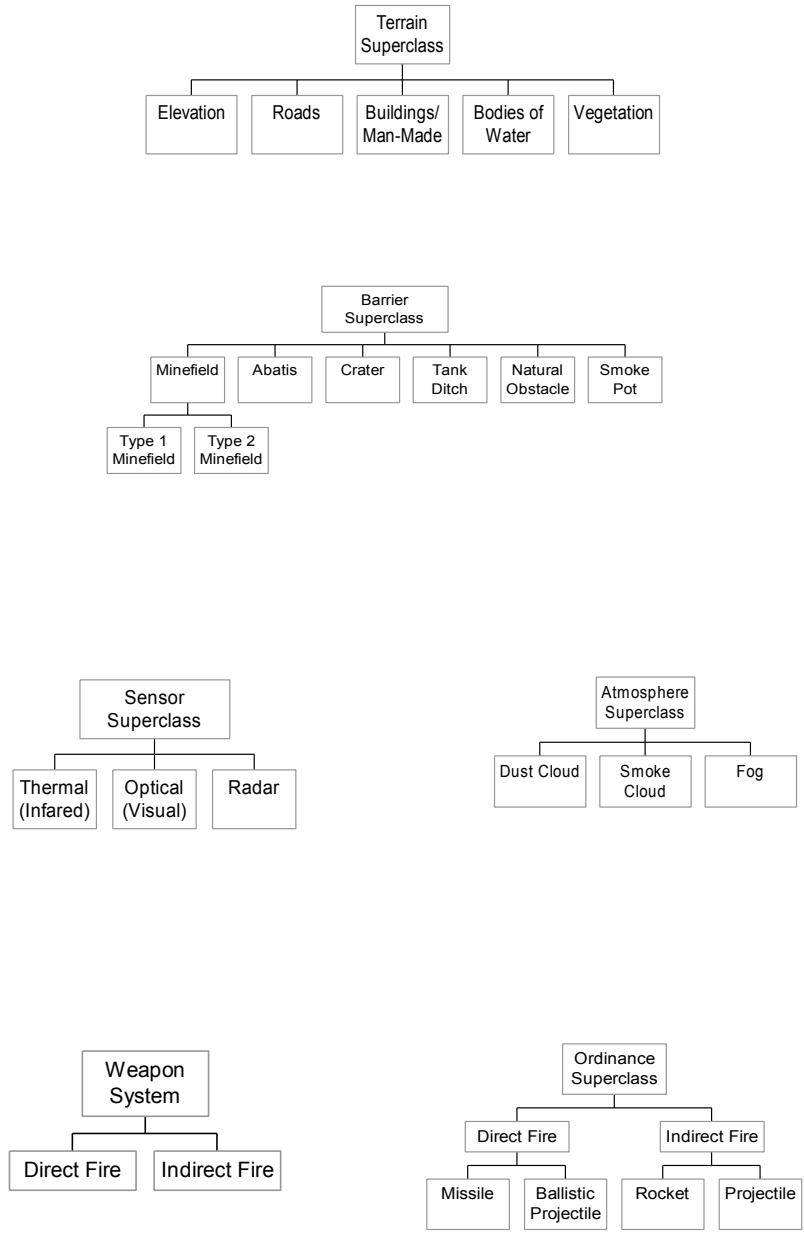 Terrain
Superclass
Elevation
Roads
Buildings/
Man-Made
Bodies of
Water
Vegetation
Barrier
Superclass
Minefield
Abatis
Crater
Tank
Ditch
Natural
Obstacle
Smoke
Pot
Type 1
Minefield
Type 2
Minefield
Sensor
Superclass
Thermal
(Infared)
Optical
(Visual)
Radar
Atmosphere
Superclass
Dust Cloud
Smoke
Cloud
Fog
Weapon
System
Direct Fire
Indirect Fire
Ordinance
Superclass
Direct Fire
Indirect Fire
Missile
Ballistic
Projectile
Rocket
Projectile